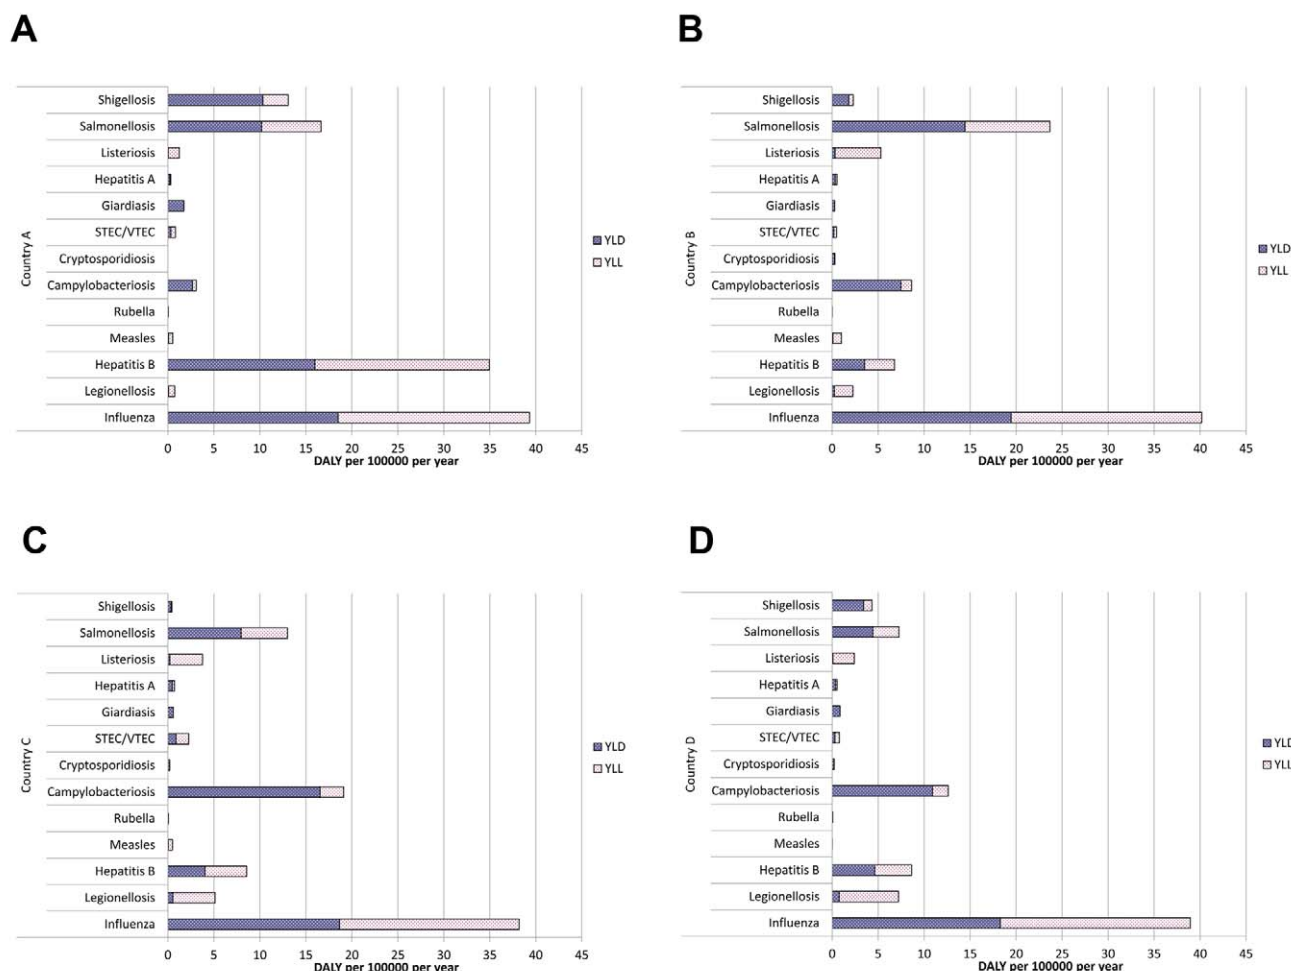 A
Country A
Shigellosis
Salmonellosis
Listeriosis
Hepatitis A
Giardiasis
STEC/VTEC
Cryptosporidiosis
Campylobacteriosis
Rubella
Measles
Hepatitis B
Legionellosis
Influenza
0 5 10 15 20 25 30 35 40 45
DALY per 100000 per year
YLD
YLL
B
Country B
Shigellosis
Salmonellosis
Listeriosis
Hepatitis A
Giardiasis
STEC/VTEC
Cryptosporidiosis
Campylobacteriosis
Rubella
Measles
Hepatitis B
Legionellosis
Influenza
0 5 10 15 20 25 30 35 40 45
DALY per 100000 per year
YLD
YLL
C
Country C
Shigellosis
Salmonellosis
Listeriosis
Hepatitis A
Giardiasis
STEC/VTEC
Cryptosporidiosis
Campylobacteriosis
Rubella
Measles
Hepatitis B
Legionellosis
Influenza
0 5 10 15 20 25 30 35 40 45
DALY per 100000 per year
YLD
YLL
D
Country D
Shigellosis
Salmonellosis
Listeriosis
Hepatitis A
Giardiasis
STEC/VTEC
Cryptosporidiosis
Campylobacteriosis
Rubella
Measles
Hepatitis B
Legionellosis
Influenza
0 5 10 15 20 25 30 35 40 45
DALY per 100000 per year
YLD
YLL